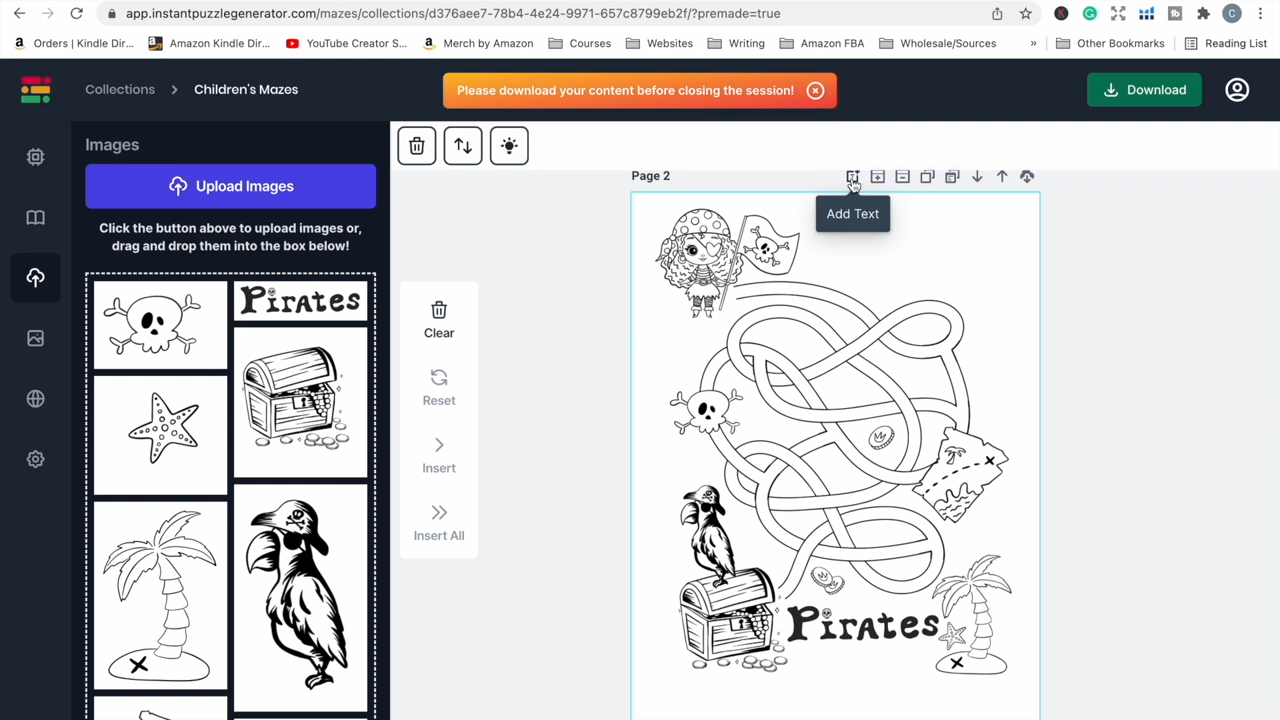 app.instantpuzzlegenerator.com/mazes/collections/d376aee7-78b4-4e24-9971-657c8799eb2f/?premade=true
Orders | Kindle Dir...
Amazon Kindle Dir...
YouTube Creator S...
Merch by Amazon
Courses
Websites
Writing
Amazon FBA
Wholesale/Sources
»
Other Bookmarks
Reading List
Collections > Children's Mazes
Please download your content before closing the session!
Download
C
Images
Upload Images
Click the button above to upload images or,
drag and drop them into the box below!
Pirates
Clear
Reset
Insert
Insert All
Page 2
Add Text
Pirates